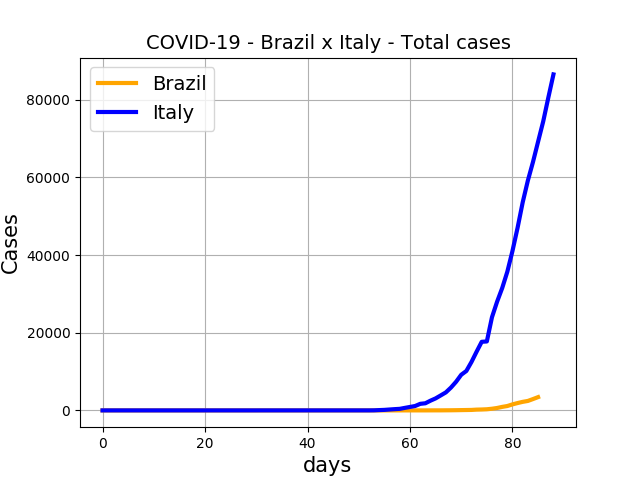 COVID-19 - Brazil x Italy - Total cases
Brazil
Italy
80000
60000
40000
20000
0
Cases
0 20 40 60 80
days